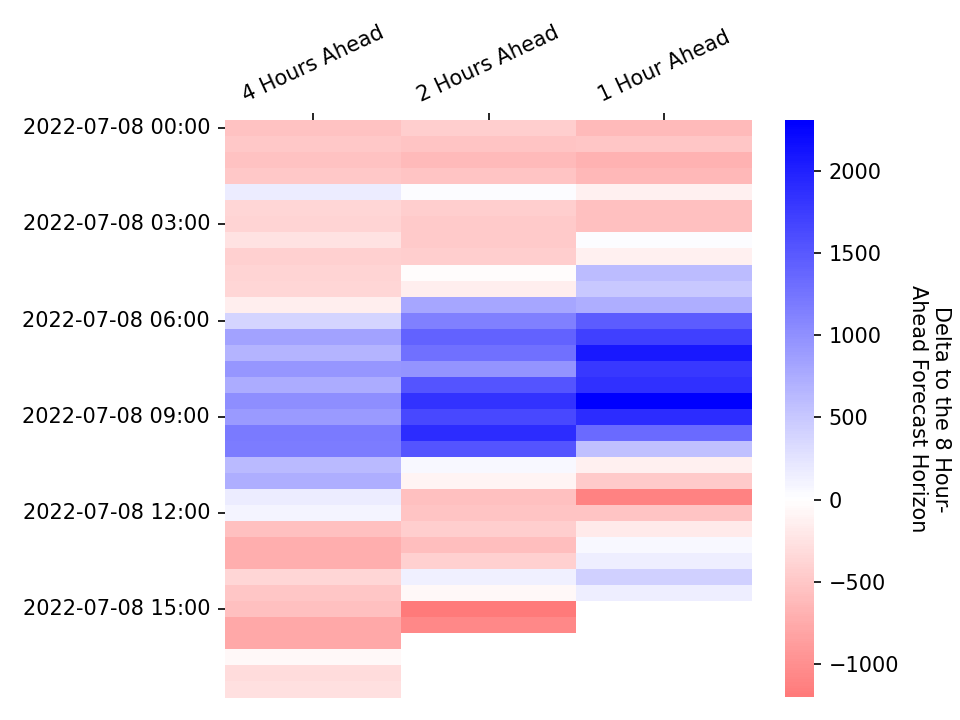 4 Hours Ahead
2 Hours Ahead
1 Hour Ahead
2022-07-08 00:00
2022-07-08 03:00
2022-07-08 06:00
2022-07-08 09:00
2022-07-08 12:00
2022-07-08 15:00
2000
1500
1000
500
0
−500
−1000
Delta to the 8 Hour-
Ahead Forecast Horizon